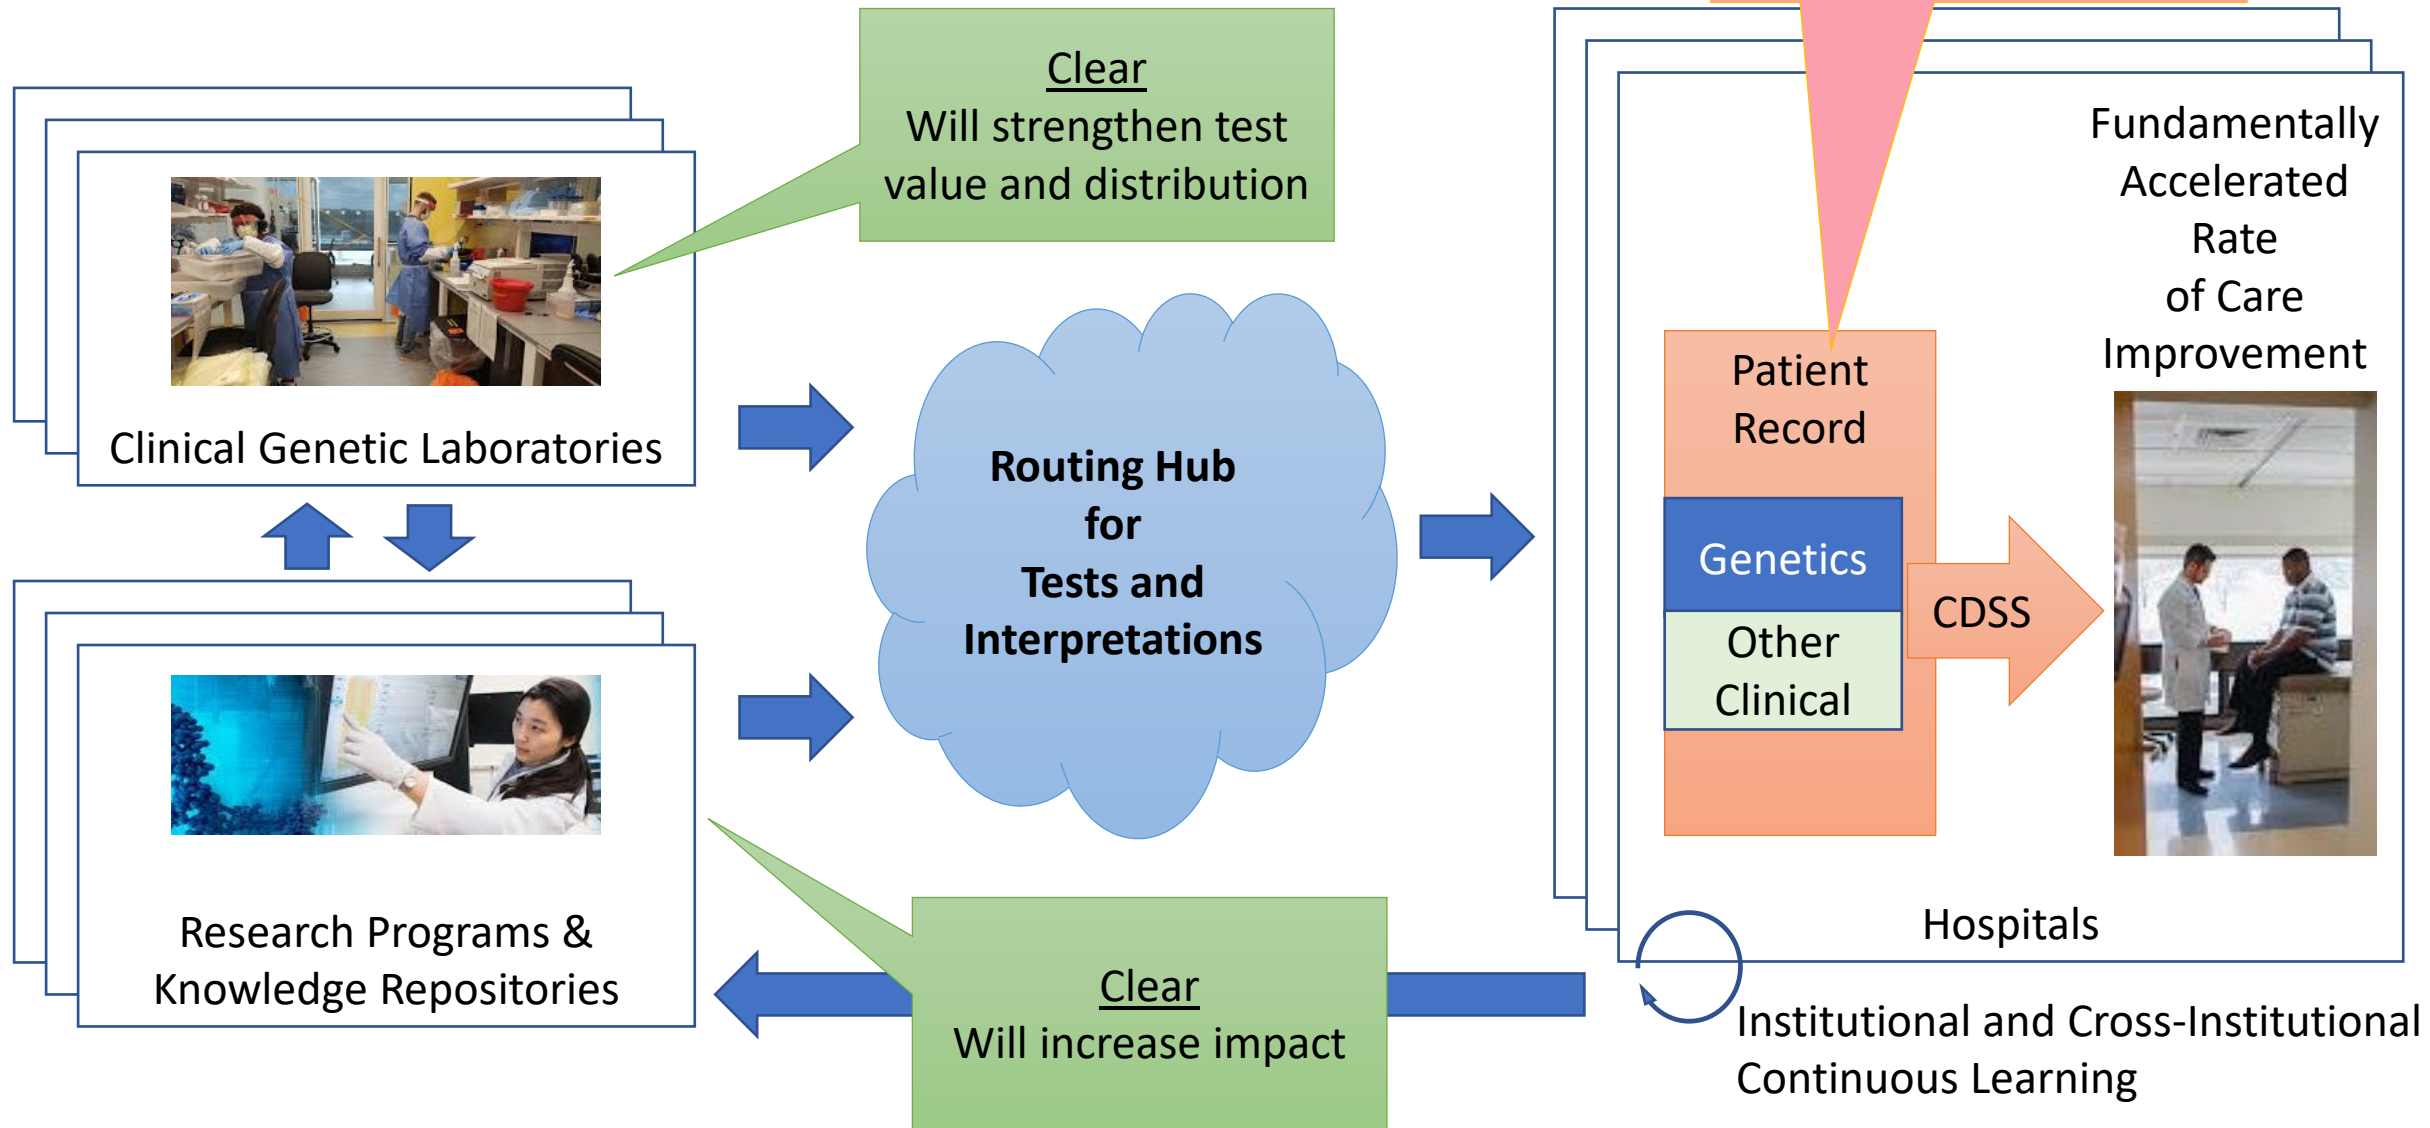 Clear
Will strengthen test
value and distribution
Clinical Genetic Laboratories
Routing Hub
for
Tests and
Interpretations
Research Programs &
Knowledge Repositories
Clear
Will increase impact
Patient
Record
Genetics
Other
Clinical
CDSS
Fundamentally
Accelerated
Rate
of Care
Improvement
Hospitals
Institutional and Cross-Institutional
Continuous Learning